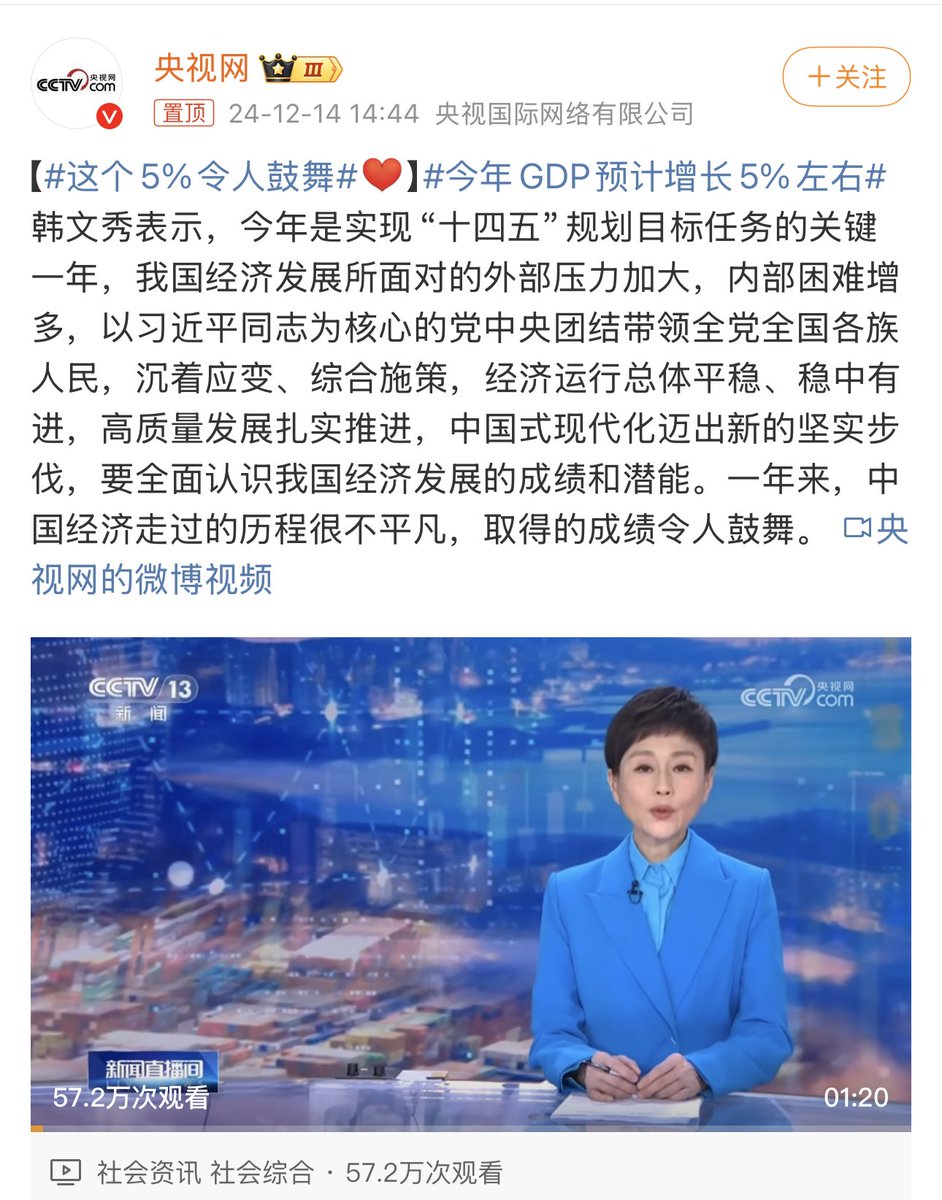 CCTV央视网
com
央视网 III
置顶 24-12-14 14:44 央视国际网络有限公司
+关注
【#这个5%令人鼓舞#❤️】#今年GDP预计增长5%左右#
韩文秀表示，今年是实现“十四五”规划目标任务的关键
一年，我国经济发展所面对的外部压力加大，内部困难增
多，以习近平同志为核心的党中央团结带领全党全国各族
人民，沉着应变、综合施策，经济运行总体平稳、稳中有
进，高质量发展扎实推进，中国式现代化迈出新的坚实步
伐，要全面认识我国经济发展的成绩和潜能。一年来，中
国经济走过的历程很不平凡，取得的成绩令人鼓舞。 央
视网的微博视频
CCTV 13
新闻
CCTV央视网
com
新闻直播间
57.2万次观看
01:20
社会资讯 社会综合 · 57.2万次观看